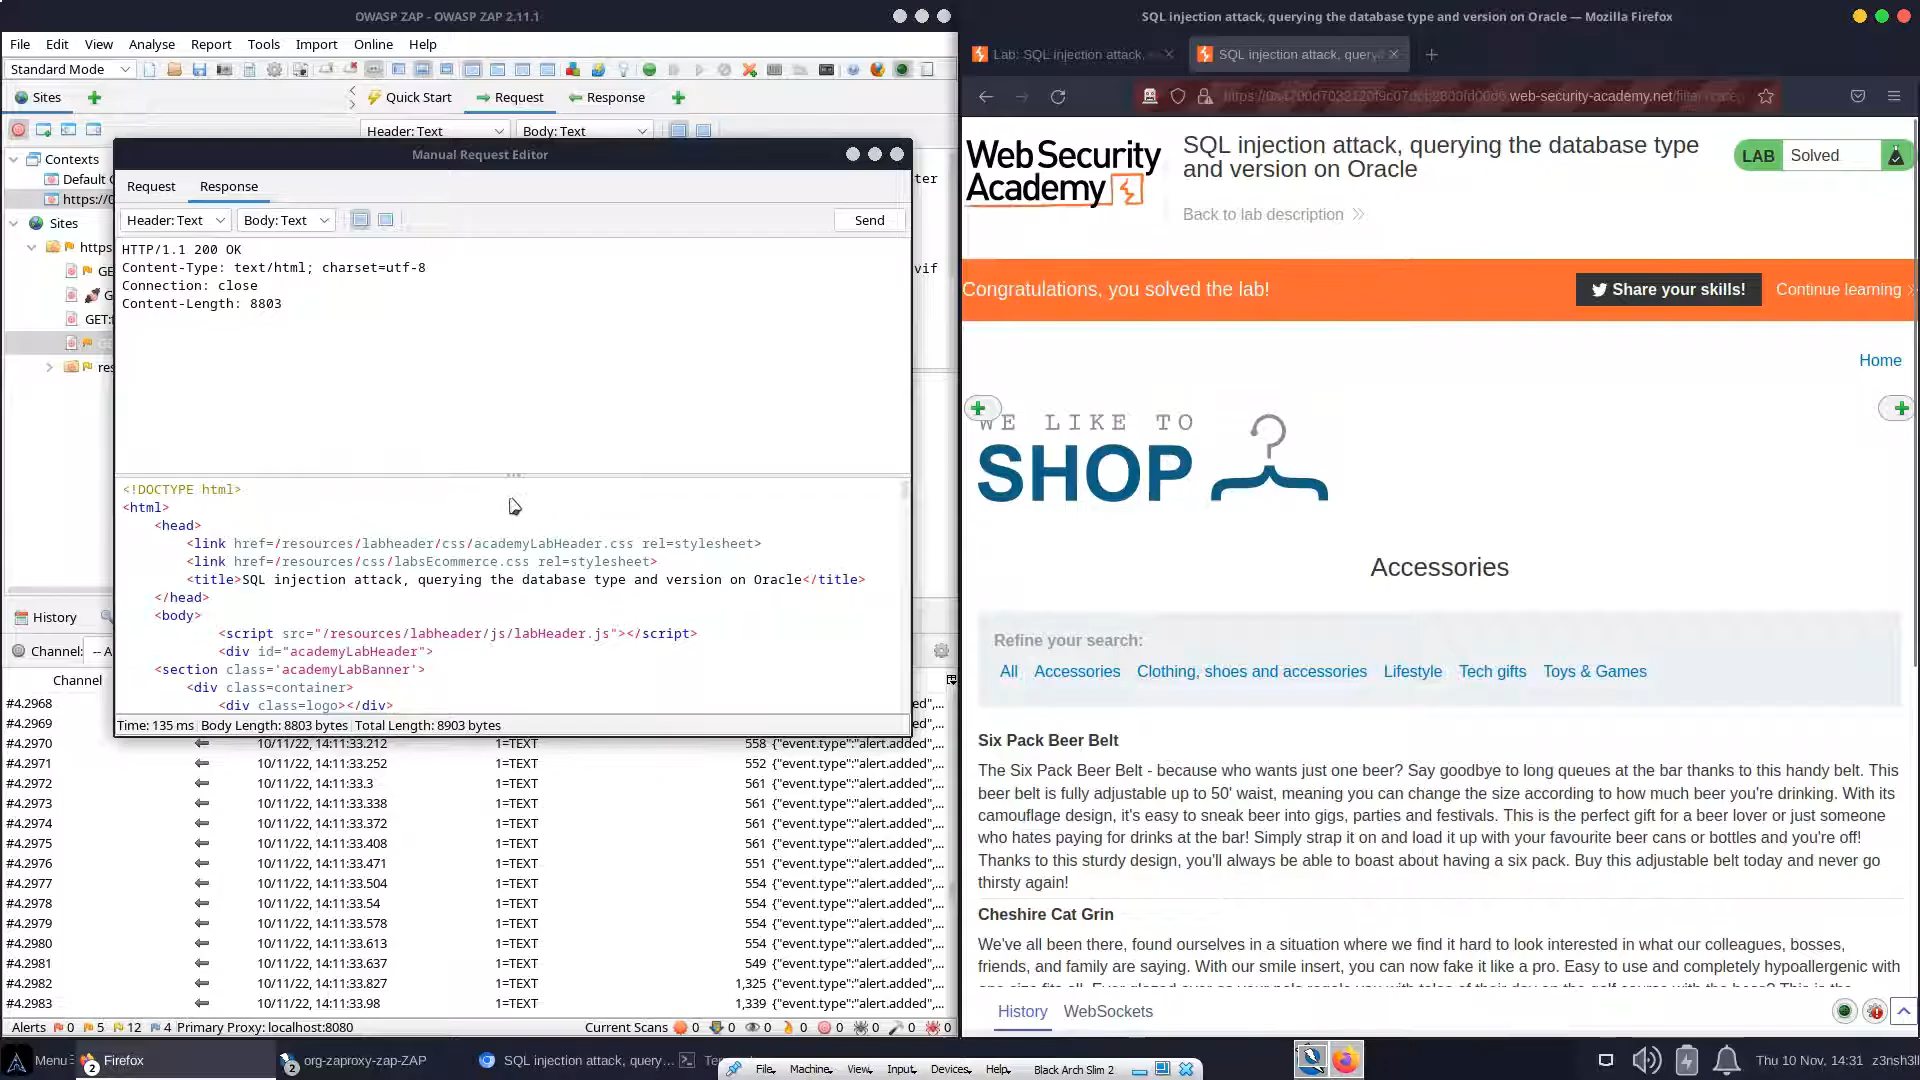 OWASP ZAP - OWASP ZAP 2.11.1
File Edit View Analyse Report Tools Import Online Help
Standard Mode
Sites
Quick Start
Request
Response
Header: Text
Body: Text
Contexts
Default
https://0
Sites
https
GET:
res
Manual Request Editor
Request
Response
Header: Text
Body: Text
Send
HTTP/1.1 200 OK
Content-Type: text/html; charset=utf-8
Connection: close
Content-Length: 8803
<!DOCTYPE html>
<html>
<head>
<link href=/resources/labheader/css/academyLabHeader.css rel=stylesheet>
<link href=/resources/css/labsEcommerce.css rel=stylesheet>
<title>SQL injection attack, querying the database type and version on Oracle</title>
</head>
<body>
<script src="/resources/labheader/js/labHeader.js"></script>
<div id="academyLabHeader">
<section class='academyLabBanner'>
<div class=container>
<div class=logo></div>
Time: 135 ms Body Length: 8803 bytes Total Length: 8903 bytes
History
Channel: -- A
Channel
#4.2968
#4.2969
#4.2970 10/11/22, 14:11:33.212 1=TEXT 558 {"event.type":"alert.added",...
#4.2971 10/11/22, 14:11:33.252 1=TEXT 552 {"event.type":"alert.added",...
#4.2972 10/11/22, 14:11:33.3 1=TEXT 561 {"event.type":"alert.added",...
#4.2973 10/11/22, 14:11:33.338 1=TEXT 561 {"event.type":"alert.added",...
#4.2974 10/11/22, 14:11:33.372 1=TEXT 561 {"event.type":"alert.added",...
#4.2975 10/11/22, 14:11:33.408 1=TEXT 561 {"event.type":"alert.added",...
#4.2976 10/11/22, 14:11:33.471 1=TEXT 551 {"event.type":"alert.added",...
#4.2977 10/11/22, 14:11:33.504 1=TEXT 554 {"event.type":"alert.added",...
#4.2978 10/11/22, 14:11:33.54 1=TEXT 554 {"event.type":"alert.added",...
#4.2979 10/11/22, 14:11:33.578 1=TEXT 554 {"event.type":"alert.added",...
#4.2980 10/11/22, 14:11:33.613 1=TEXT 554 {"event.type":"alert.added",...
#4.2981 10/11/22, 14:11:33.637 1=TEXT 549 {"event.type":"alert.added",...
#4.2982 10/11/22, 14:11:33.827 1=TEXT 1,325 {"event.type":"alert.added",...
#4.2983 10/11/22, 14:11:33.98 1=TEXT 1,339 {"event.type":"alert.added",...
Alerts 0 5 12 4 Primary Proxy: localhost:8080
Current Scans 0 0 0 0 0 0 0 0
SQL injection attack, querying the database type and version on Oracle — Mozilla Firefox
Lab: SQL injection attack,
SQL injection attack, query
.web-security-academy.net/filter
WebSecurity
Academy
SQL injection attack, querying the database type
and version on Oracle
LAB Solved
Back to lab description
Congratulations, you solved the lab!
Share your skills!
Continue learning
Home
WE LIKE TO
SHOP
Accessories
Refine your search:
All Accessories Clothing, shoes and accessories Lifestyle Tech gifts Toys & Games
Six Pack Beer Belt
The Six Pack Beer Belt - because who wants just one beer? Say goodbye to long queues at the bar thanks to this handy belt. This
beer belt is fully adjustable up to 50' waist, meaning you can change the size according to how much beer you're drinking. With its
camouflage design, it's easy to sneak beer into gigs, parties and festivals. This is the perfect gift for a beer lover or just someone
who hates paying for drinks at the bar! Simply strap it on and load it up with your favourite beer cans or bottles and you're off!
Thanks to this sturdy design, you'll always be able to boast about having a six pack. Buy this adjustable belt today and never go
thirsty again!
Cheshire Cat Grin
We've all been there, found ourselves in a situation where we find it hard to look interested in what our colleagues, bosses,
friends, and family are saying. With our smile insert, you can now fake it like a pro. Easy to use and completely hypoallergenic with
History WebSockets
Menu
2 Firefox
2 org-zaproxy-zap-ZAP
SQL injection attack, query...
File Machine View Input Devices Help
Black Arch Slim 2
Thu 10 Nov, 14:31 z3nsh3ll